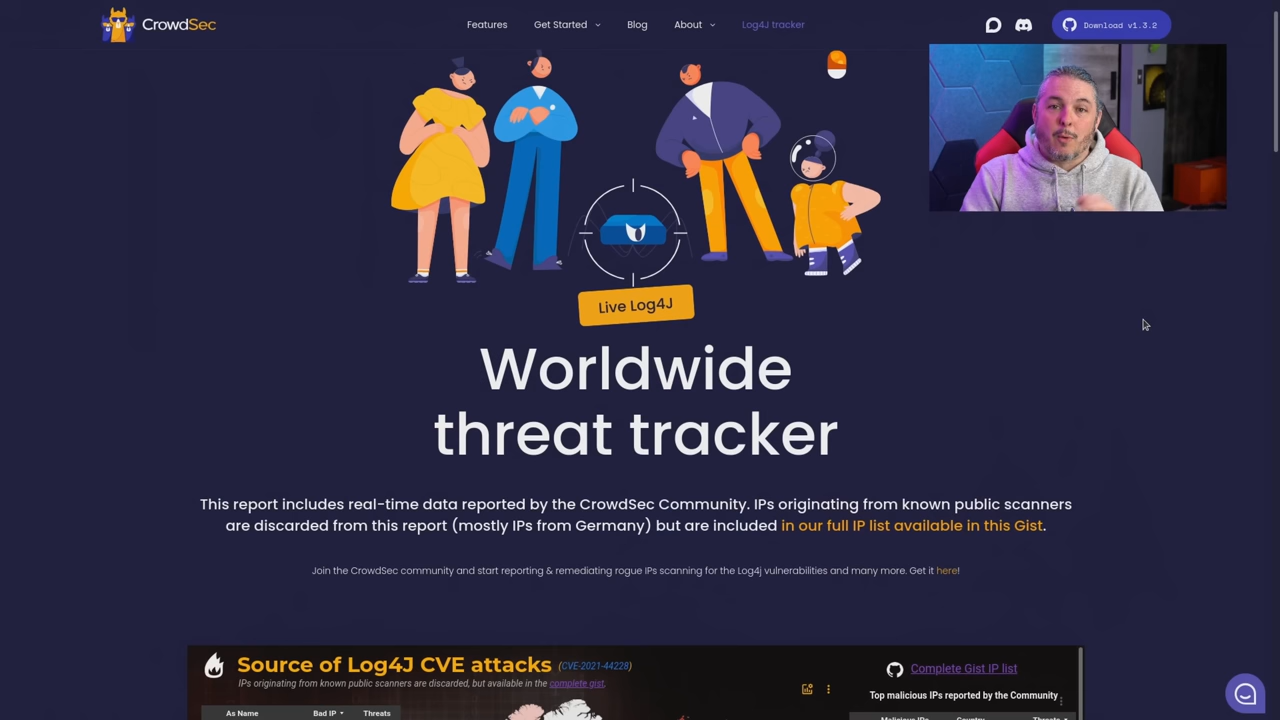 CrowdSec
Features
Get Started
Blog
About
Log4J tracker
Download v1.3.2
Live Log4J
Worldwide
threat tracker
This report includes real-time data reported by the CrowdSec Community. IPs originating from known public scanners
are discarded from this report (mostly IPs from Germany) but are included in our full IP list available in this Gist.
Join the CrowdSec community and start reporting & remediating rogue IPs scanning for the Log4j vulnerabilities and many more. Get it here!
Source of Log4J CVE attacks (CVE-2021-44228)
IPs originating from known public scanners are discarded, but available in the complete gist.
Complete Gist IP list
Top malicious IPs reported by the Community
As Name Bad IP Threats
Malicious IPs Country Threats